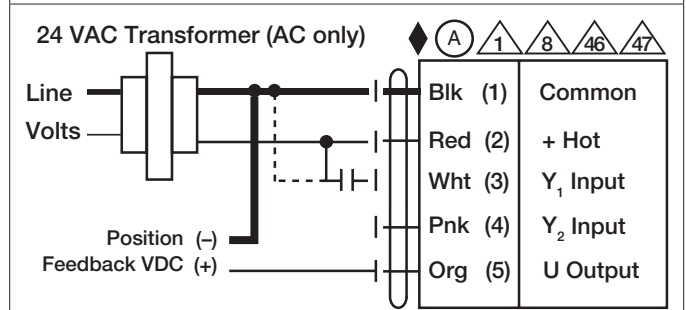 24 VAC Transformer (AC only)
A 1 8 46 47
Line
Volts
Blk (1) Common
Red (2) + Hot
Wht (3) Y₁ Input
Pnk (4) Y₂ Input
Position (–)
Feedback VDC (+)
Org (5) U Output